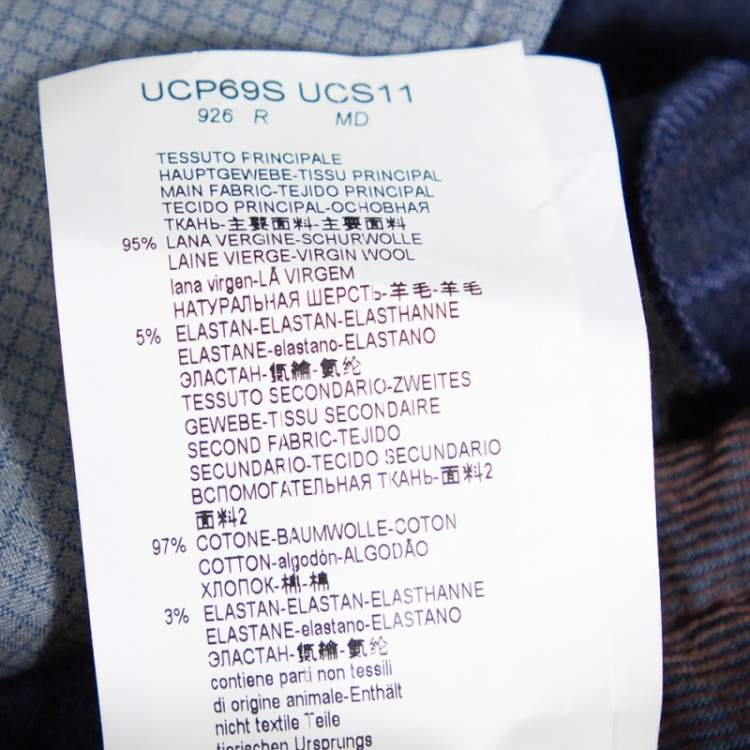 UCP69S UCS11
926 R MD
TESSUTO PRINCIPALE
HAUPTGEWEBE-TISSU PRINCIPAL
MAIN FABRIC-TEJIDO PRINCIPAL
TECIDO PRINCIPAL-ОСНОВНАЯ
ТКАНЬ-主要面料-主要面料
95% LANA VERGINE-SCHURWOLLE
LAINE VIERGE-VIRGIN WOOL
lana virgen-LÃ VIRGEM
НАТУРАЛЬНАЯ ШЕРСТЬ-羊毛-羊毛
5% ELASTAN-ELASTAN-ELASTHANNE
ELASTANE-elastano-ELASTANO
ЭЛАСТАН-氨綸-氨纶
TESSUTO SECONDARIO-ZWEITES
GEWEBE-TISSU SECONDAIRE
SECOND FABRIC-TEJIDO
SECUNDARIO-TECIDO SECUNDARIO
ВСПОМОГАТЕЛЬНАЯ ТКАНЬ-面料2
面料2
97% COTONE-BAUMWOLLE-COTON
COTTON-algodón-ALGODÃO
ХЛОПОК-棉-棉
3% ELASTAN-ELASTAN-ELASTHANNE
ELASTANE-elastano-ELASTANO
ЭЛАСТАН-氨綸-氨纶
contiene parti non tessili
di origine animale-Enthält
nicht textile Teile
tierischen Ursprungs